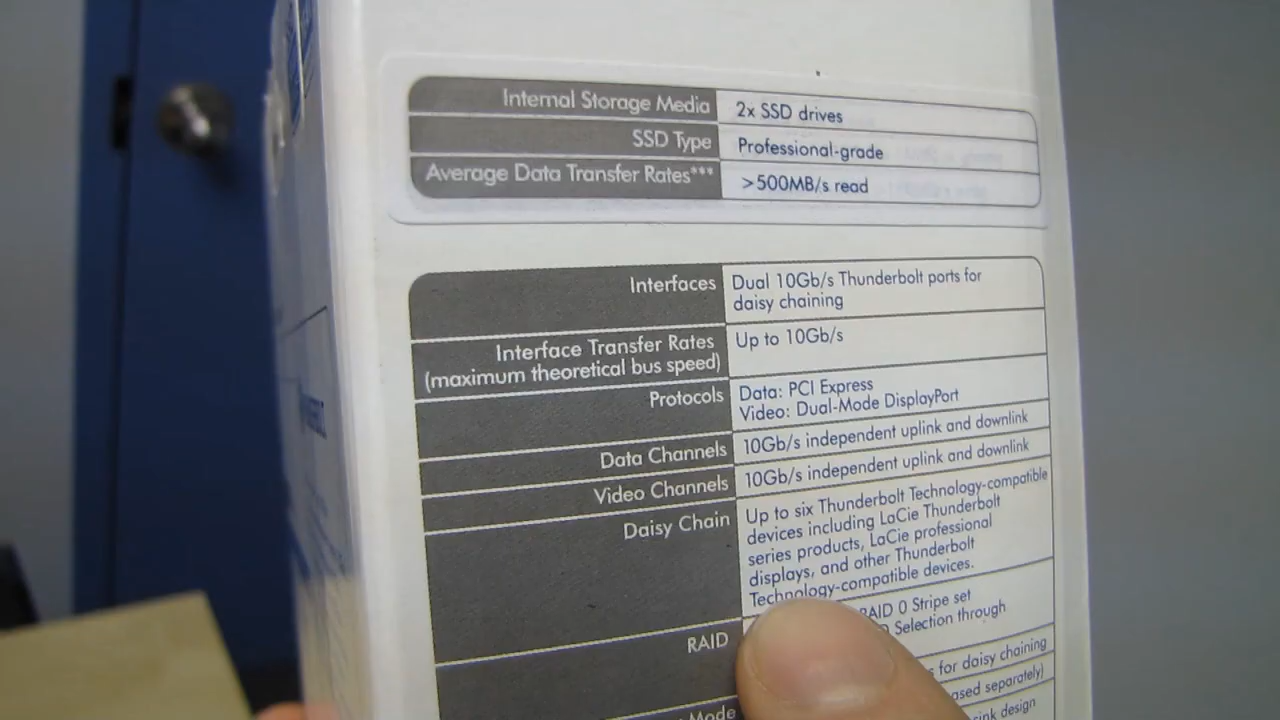 Internal Storage Media 2x SSD drives
SSD Type Professional-grade
Average Data Transfer Rates*** >500MB/s read
Interfaces Dual 10Gb/s Thunderbolt ports for
daisy chaining
Interface Transfer Rates
(maximum theoretical bus speed) Up to 10Gb/s
Protocols Data: PCI Express
Video: Dual-Mode DisplayPort
Data Channels 10Gb/s independent uplink and downlink
Video Channels 10Gb/s independent uplink and downlink
Daisy Chain Up to six Thunderbolt Technology-compatible
devices including LaCie Thunderbolt
series products, LaCie professional
displays, and other Thunderbolt
Technology-compatible devices.
RAID RAID 0 Stripe set
Selection through
for daisy chaining
Mode separately)
design